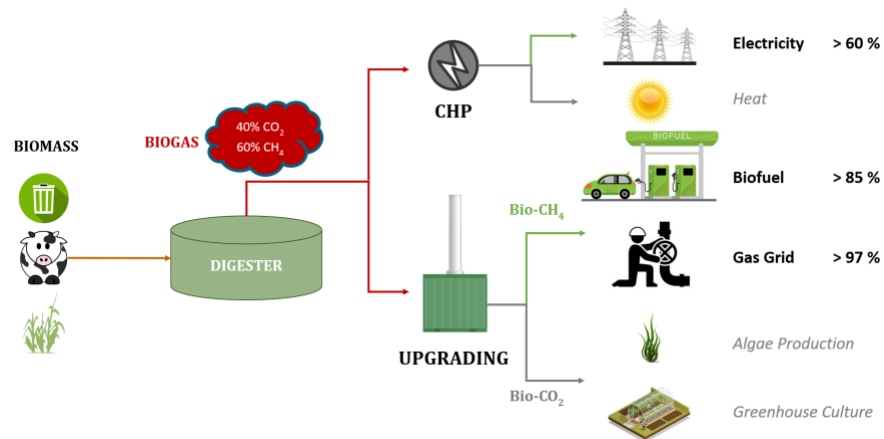 BIOMASS
BIOGAS
40% CO₂
60% CH₄
DIGESTER
CHP
UPGRADING
Bio-CH₄
Bio-CO₂
Electricity > 60 %
Heat
BIOFUEL
Biofuel > 85 %
Gas Grid > 97 %
Algae Production
Greenhouse Culture